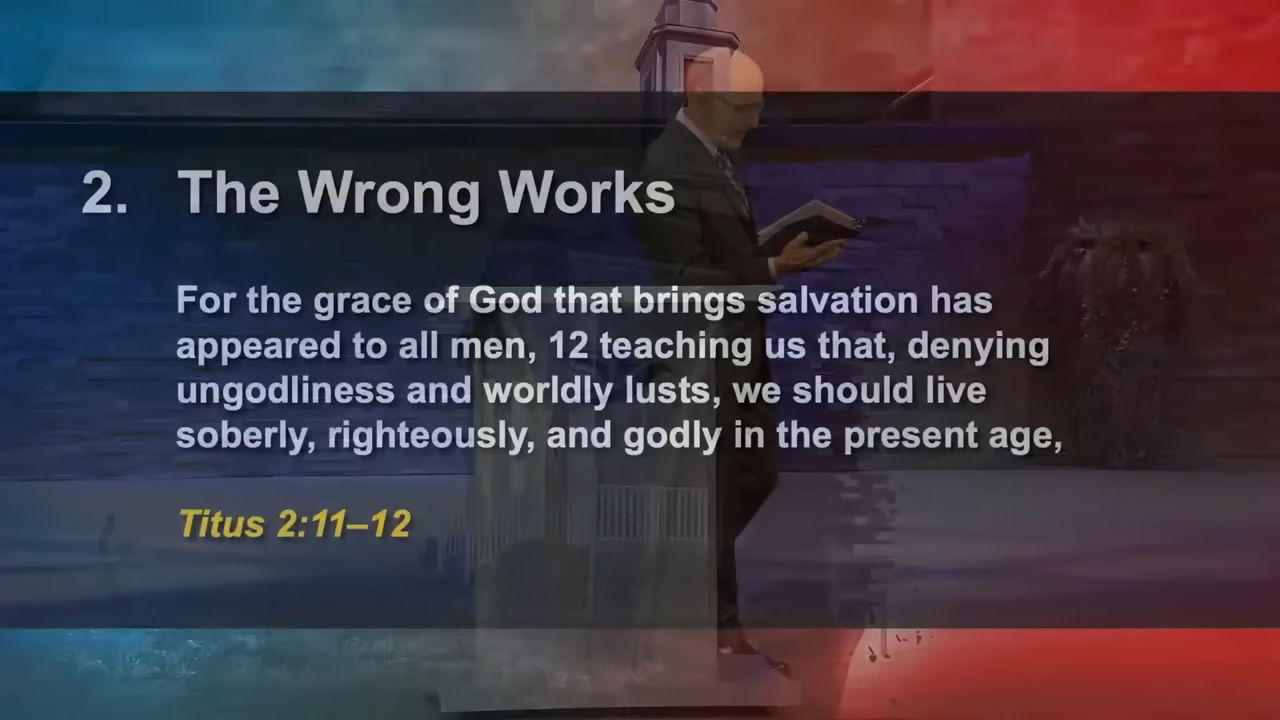 2. The Wrong Works
For the grace of God that brings salvation has
appeared to all men, 12 teaching us that, denying
ungodliness and worldly lusts, we should live
soberly, righteously, and godly in the present age,
Titus 2:11–12